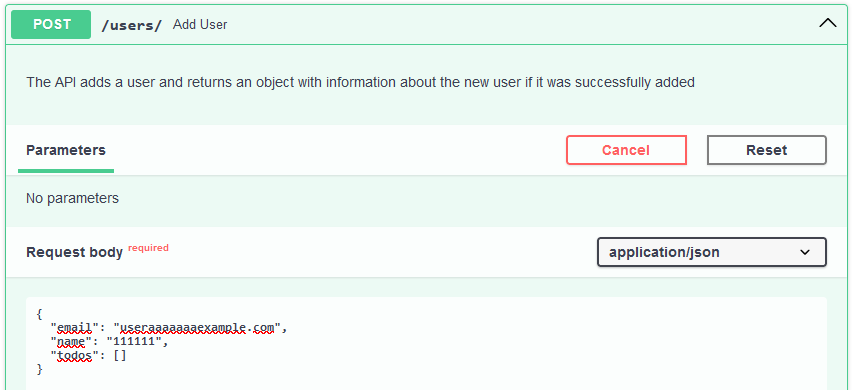 POST /users/ Add User
The API adds a user and returns an object with information about the new user if it was successfully added
Parameters Cancel Reset
No parameters
Request body required application/json
{
"email": "useraaaaaaaexample.com",
"name": "111111",
"todos": []
}